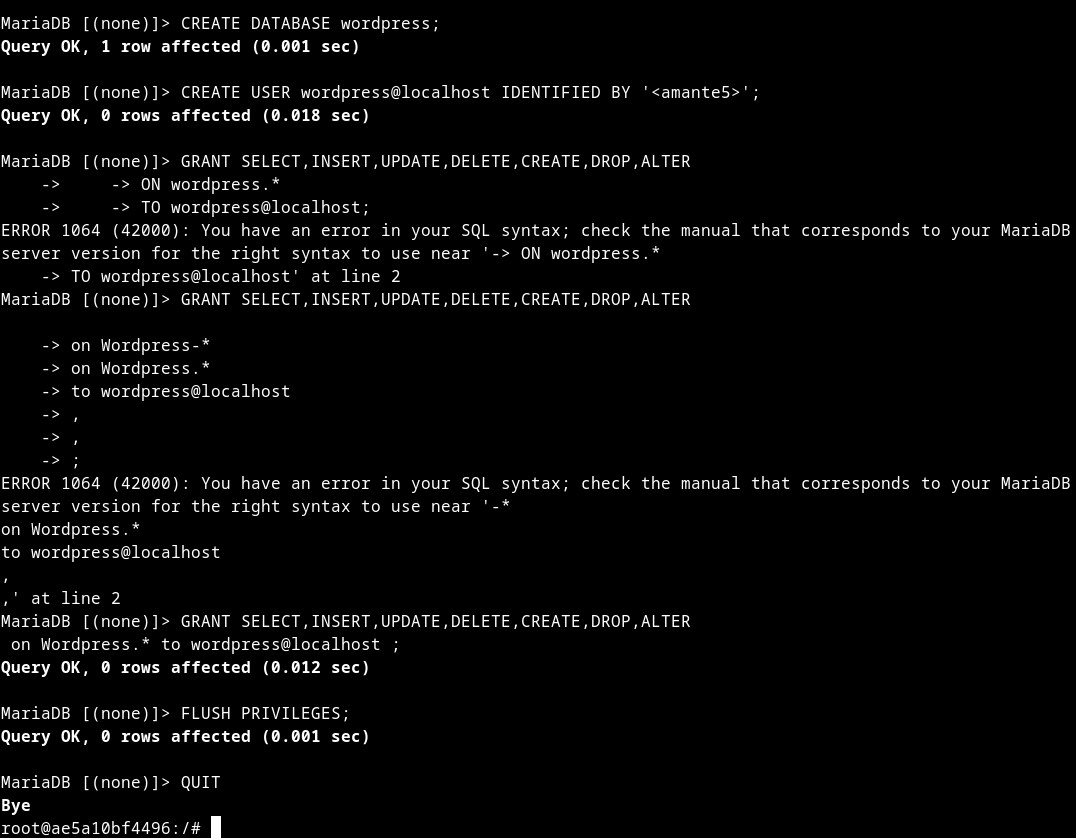 MariaDB [(none)]> CREATE DATABASE wordpress;
Query OK, 1 row affected (0.001 sec)
MariaDB [(none)]> CREATE USER wordpress@localhost IDENTIFIED BY '<amante5>';
Query OK, 0 rows affected (0.018 sec)
MariaDB [(none)]> GRANT SELECT,INSERT,UPDATE,DELETE,CREATE,DROP,ALTER
    ->     -> ON wordpress.*
    ->     -> TO wordpress@localhost;
ERROR 1064 (42000): You have an error in your SQL syntax; check the manual that corresponds to your MariaDB
server version for the right syntax to use near '-> ON wordpress.*
    -> TO wordpress@localhost' at line 2
MariaDB [(none)]> GRANT SELECT,INSERT,UPDATE,DELETE,CREATE,DROP,ALTER
    -> on Wordpress-*
    -> on Wordpress.*
    -> to wordpress@localhost
    -> ,
    -> ,
    -> ;
ERROR 1064 (42000): You have an error in your SQL syntax; check the manual that corresponds to your MariaDB
server version for the right syntax to use near '-*
on Wordpress.*
to wordpress@localhost
,
,' at line 2
MariaDB [(none)]> GRANT SELECT,INSERT,UPDATE,DELETE,CREATE,DROP,ALTER
 on Wordpress.* to wordpress@localhost ;
Query OK, 0 rows affected (0.012 sec)
MariaDB [(none)]> FLUSH PRIVILEGES;
Query OK, 0 rows affected (0.001 sec)
MariaDB [(none)]> QUIT
Bye
root@ae5a10bf4496:/#